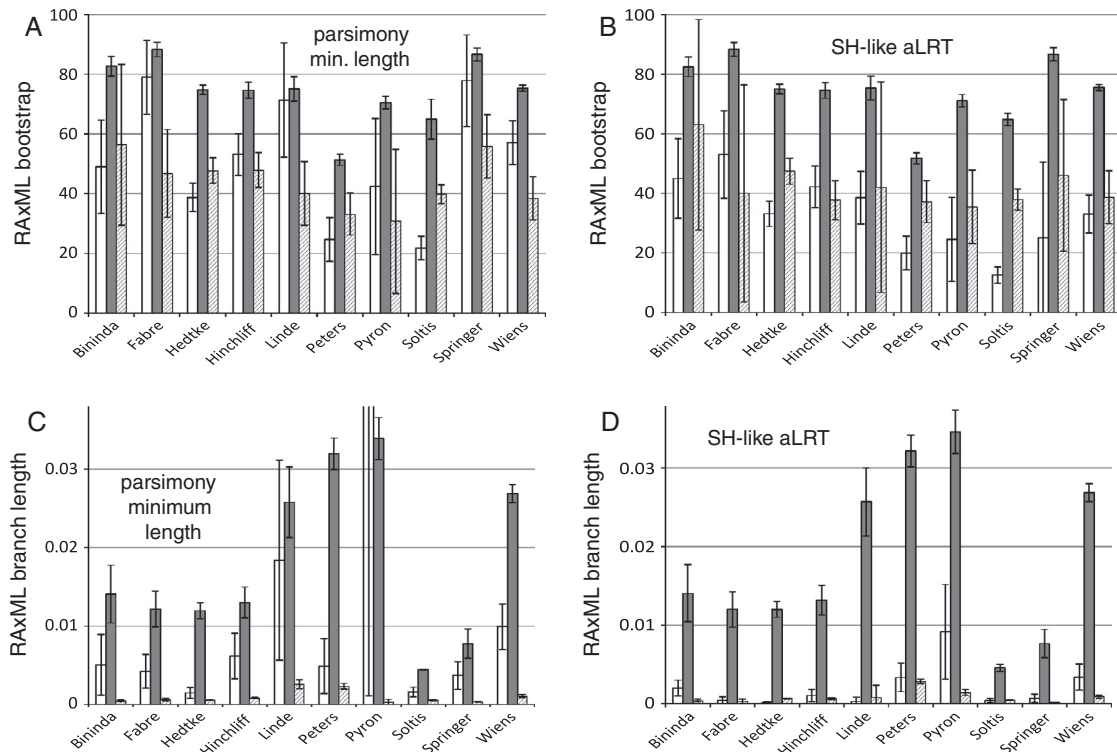 A
parsimony
min. length
RAxML bootstrap
100
80
60
40
20
0
Bininda
Fabre
Hedtke
Hinchliff
Linde
Peters
Pyron
Soltis
Springer
Wiens
B
SH-like aLRT
RAxML bootstrap
100
80
60
40
20
0
Bininda
Fabre
Hedtke
Hinchliff
Linde
Peters
Pyron
Soltis
Springer
Wiens
C
parsimony
minimum
length
RAxML branch length
0.03
0.02
0.01
0
Bininda
Fabre
Hedtke
Hinchliff
Linde
Peters
Pyron
Soltis
Springer
Wiens
D
SH-like aLRT
RAxML branch length
0.03
0.02
0.01
0
Bininda
Fabre
Hedtke
Hinchliff
Linde
Peters
Pyron
Soltis
Springer
Wiens